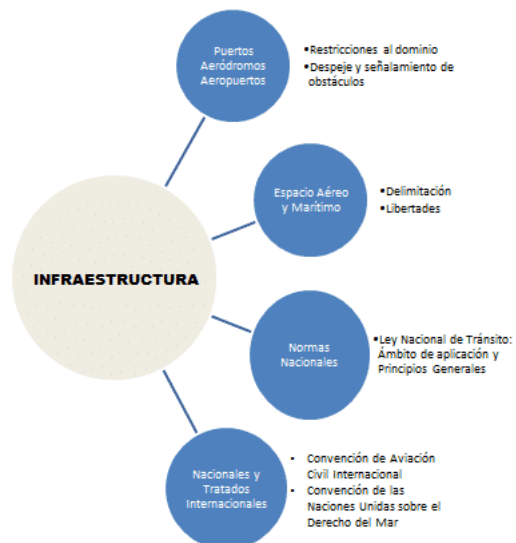 Puertos
Aeródromos
Aeropuertos
•Restricciones al dominio
•Despeje y señalamiento de
obstáculos
Espacio Aéreo
y Marítimo
•Delimitación
•Libertades
INFRAESTRUCTURA
Normas
Nacionales
•Ley Nacional de Tránsito:
Ámbito de aplicación y
Principios Generales
Nacionales y
Tratados
Internacionales
• Convención de Aviación
Civil Internacional
• Convención de las
Naciones Unidas sobre el
Derecho del Mar